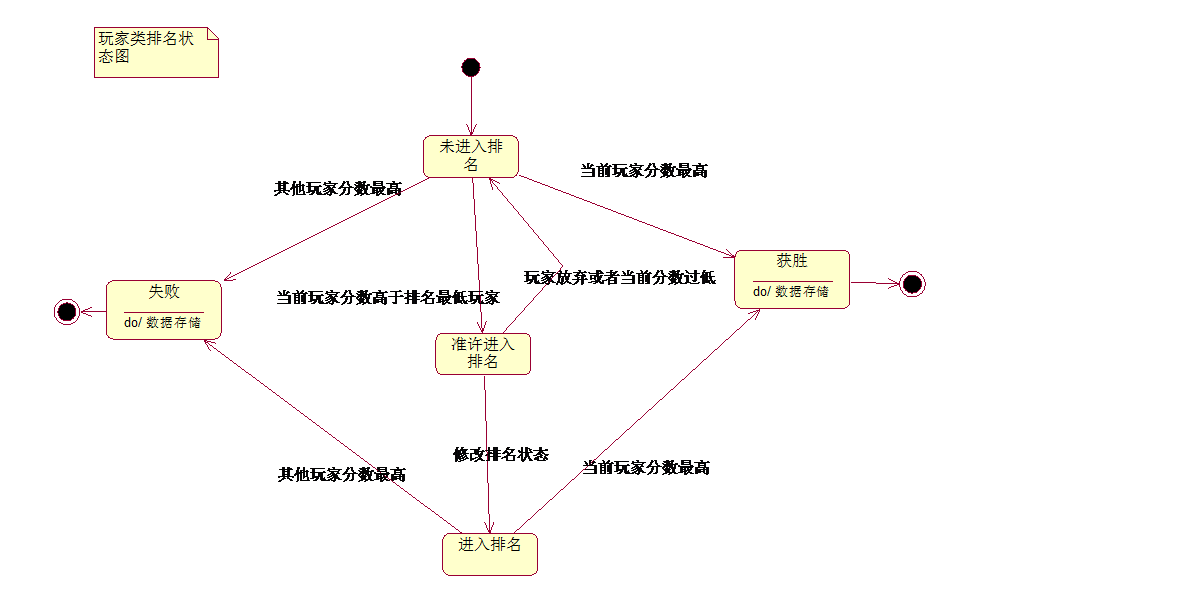 玩家类排名状
态图
未进入排
名
当前玩家分数最高
其他玩家分数最高
获胜
do/ 数据存储
玩家放弃或者当前分数过低
失败
do/ 数据存储
当前玩家分数高于排名最低玩家
准许进入
排名
修改排名状态
其他玩家分数最高
当前玩家分数最高
进入排名